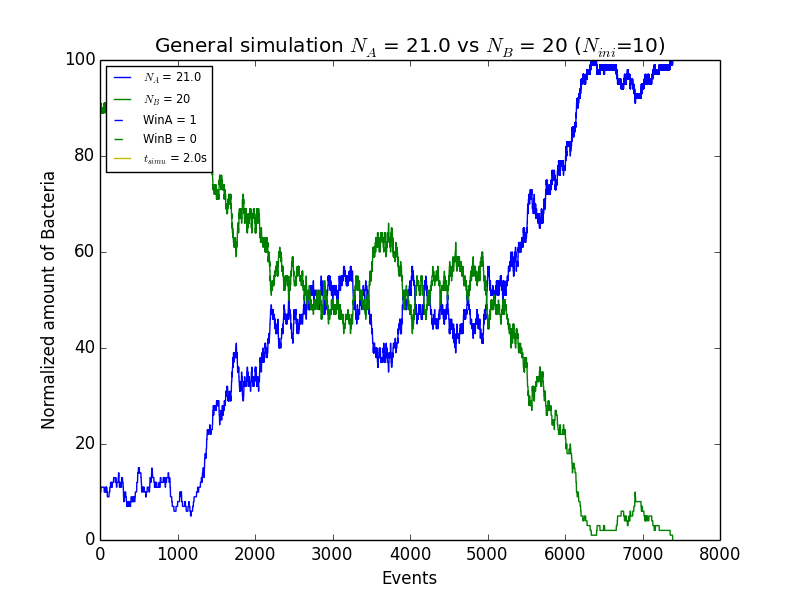 General simulation N_A = 21.0 vs N_B = 20 (N_ini=10)
N_A = 21.0
N_B = 20
WinA = 1
WinB = 0
t_simu = 2.0s
Normalized amount of Bacteria
100
80
60
40
20
0
0 1000 2000 3000 4000 5000 6000 7000 8000
Events